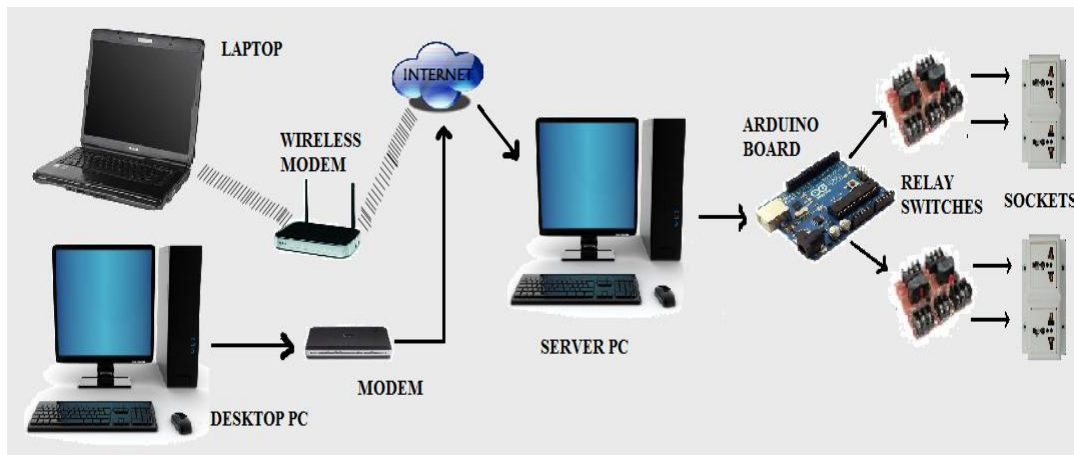 LAPTOP
WIRELESS
MODEM
INTERNET
ARDUINO
BOARD
RELAY
SWITCHES
SOCKETS
SERVER PC
MODEM
DESKTOP PC